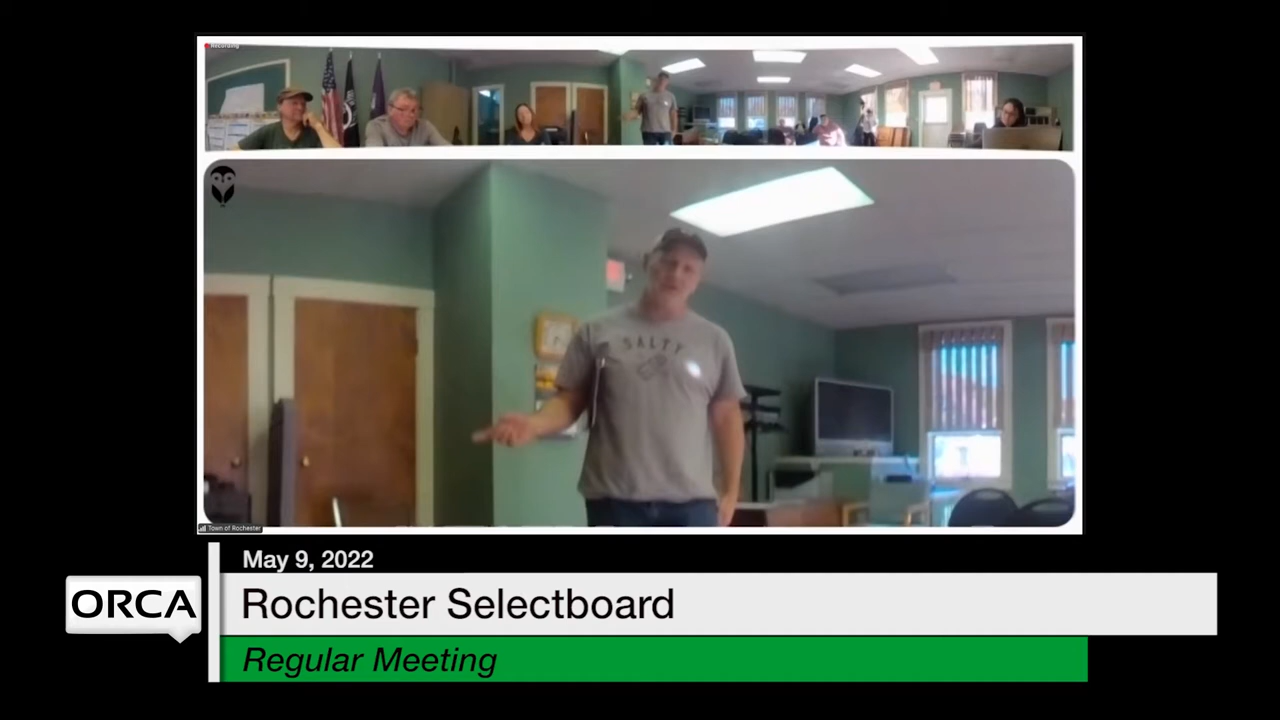 Recording
SALTY
Town of Rochester
May 9, 2022
ORCA
Rochester Selectboard
Regular Meeting